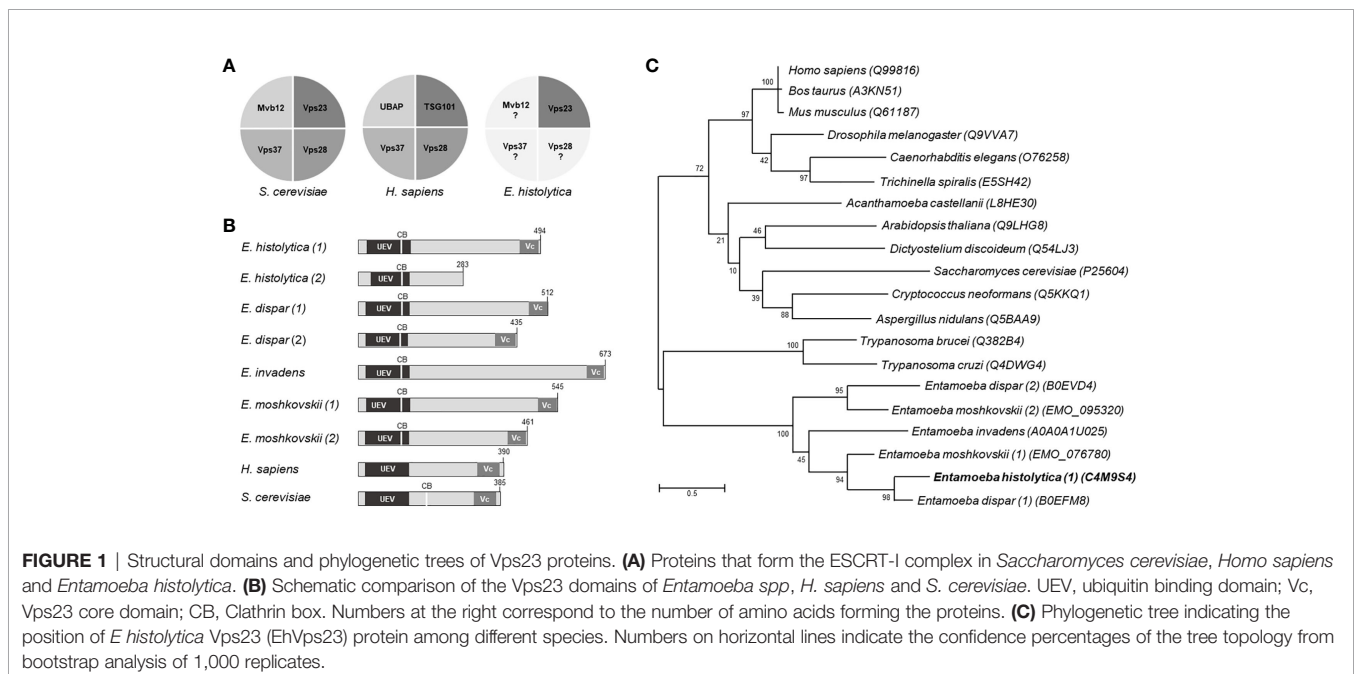 A
Mvb12
Vps23
Vps37
Vps28
S. cerevisiae
UBAP
TSG101
Vps37
Vps28
H. sapiens
Mvb12
?
Vps23
Vps37
?
Vps28
?
E. histolytica
B
E. histolytica (1)
UEV
CB
Vc
494
E. histolytica (2)
UEV
CB
283
E. dispar (1)
UEV
CB
Vc
512
E. dispar (2)
UEV
CB
Vc
435
E. invadens
UEV
CB
Vc
673
E. moshkovskii (1)
UEV
CB
Vc
545
E. moshkovskii (2)
UEV
CB
Vc
461
H. sapiens
UEV
Vc
390
S. cerevisiae
UEV
CB
Vc
385
C
Homo sapiens (Q99816)
100
Bos taurus (A3KN51)
Mus musculus (Q61187)
97
Drosophila melanogaster (Q9VVA7)
42
Caenorhabditis elegans (O76258)
97
Trichinella spiralis (E5SH42)
72
Acanthamoeba castellanii (L8HE30)
21
Arabidopsis thaliana (Q9LHG8)
46
Dictyostelium discoideum (Q54LJ3)
10
Saccharomyces cerevisiae (P25604)
39
Cryptococcus neoformans (Q5KKQ1)
88
Aspergillus nidulans (Q5BAA9)
Trypanosoma brucei (Q382B4)
100
Trypanosoma cruzi (Q4DWG4)
Entamoeba dispar (2) (B0EVD4)
95
Entamoeba moshkovskii (2) (EMO_095320)
100
Entamoeba invadens (A0A0A1U025)
45
Entamoeba moshkovskii (1) (EMO_076780)
94
Entamoeba histolytica (1) (C4M9S4)
98
Entamoeba dispar (1) (B0EFM8)
0.5
FIGURE 1 | Structural domains and phylogenetic trees of Vps23 proteins. (A) Proteins that form the ESCRT-I complex in Saccharomyces cerevisiae, Homo sapiens
and Entamoeba histolytica. (B) Schematic comparison of the Vps23 domains of Entamoeba spp, H. sapiens and S. cerevisiae. UEV, ubiquitin binding domain; Vc,
Vps23 core domain; CB, Clathrin box. Numbers at the right correspond to the number of amino acids forming the proteins. (C) Phylogenetic tree indicating the
position of E histolytica Vps23 (EhVps23) protein among different species. Numbers on horizontal lines indicate the confidence percentages of the tree topology from
bootstrap analysis of 1,000 replicates.